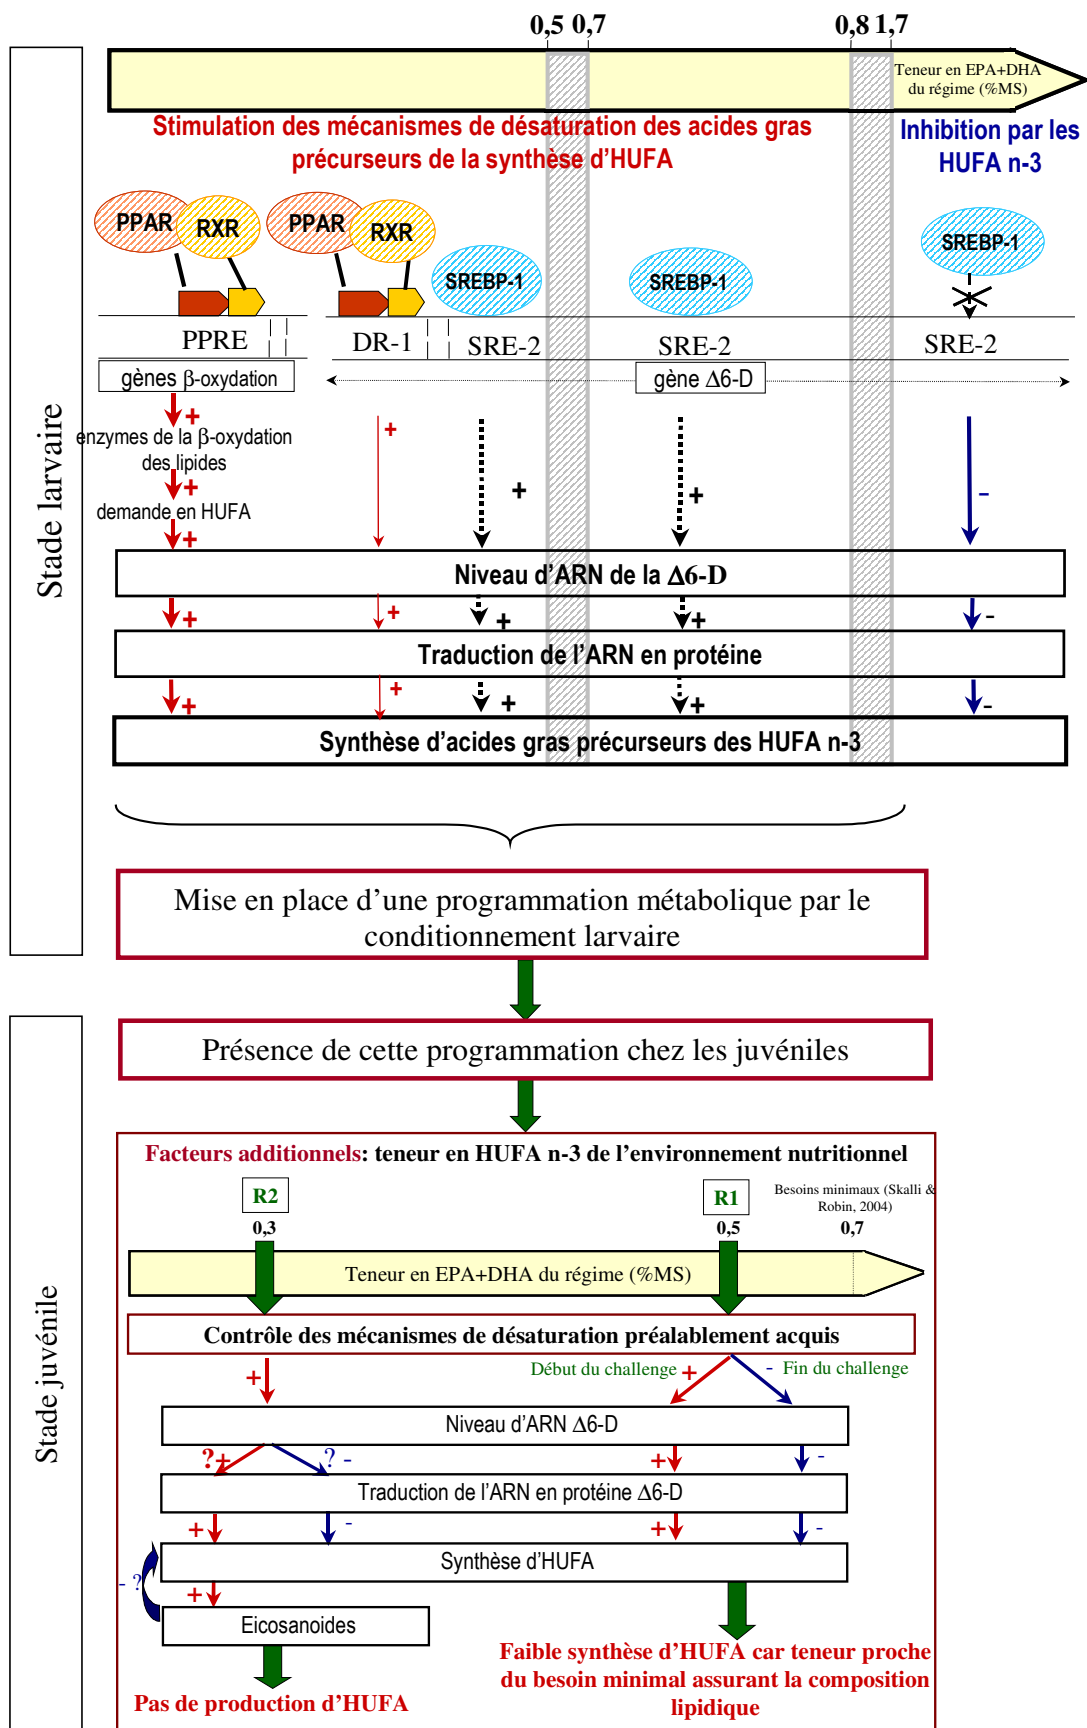 0,5 0,7 0,8 1,7
Teneur en EPA+DHA
du régime (%MS)
Stimulation des mécanismes de désaturation des acides gras
précurseurs de la synthèse d'HUFA
Inhibition par les
HUFA n-3
PPAR RXR PPAR RXR SREBP-1 SREBP-1 SREBP-1
PPRE DR-1 SRE-2 SRE-2 SRE-2
gènes β-oxydation
gène Δ6-D
+ + + + -
enzymes de la β-oxydation
des lipides
+
demande en HUFA
+
Niveau d'ARN de la Δ6-D
+ + + + -
Traduction de l'ARN en protéine
+ + + + -
Synthèse d'acides gras précurseurs des HUFA n-3
Stade larvaire
Mise en place d'une programmation métabolique par le
conditionnement larvaire
Présence de cette programmation chez les juvéniles
Stade juvénile
Facteurs additionnels: teneur en HUFA n-3 de l'environnement nutritionnel
R2 R1
Besoins minimaux (Skalli &
Robin, 2004)
0,3 0,5 0,7
Teneur en EPA+DHA du régime (%MS)
Contrôle des mécanismes de désaturation préalablement acquis
+ Début du challenge + - Fin du challenge
Niveau d'ARN Δ6-D
?+ ? - + -
Traduction de l'ARN en protéine Δ6-D
+ - + -
Synthèse d'HUFA
- ? +
Eicosanoides
Pas de production d'HUFA
Faible synthèse d'HUFA car teneur proche
du besoin minimal assurant la composition
lipidique